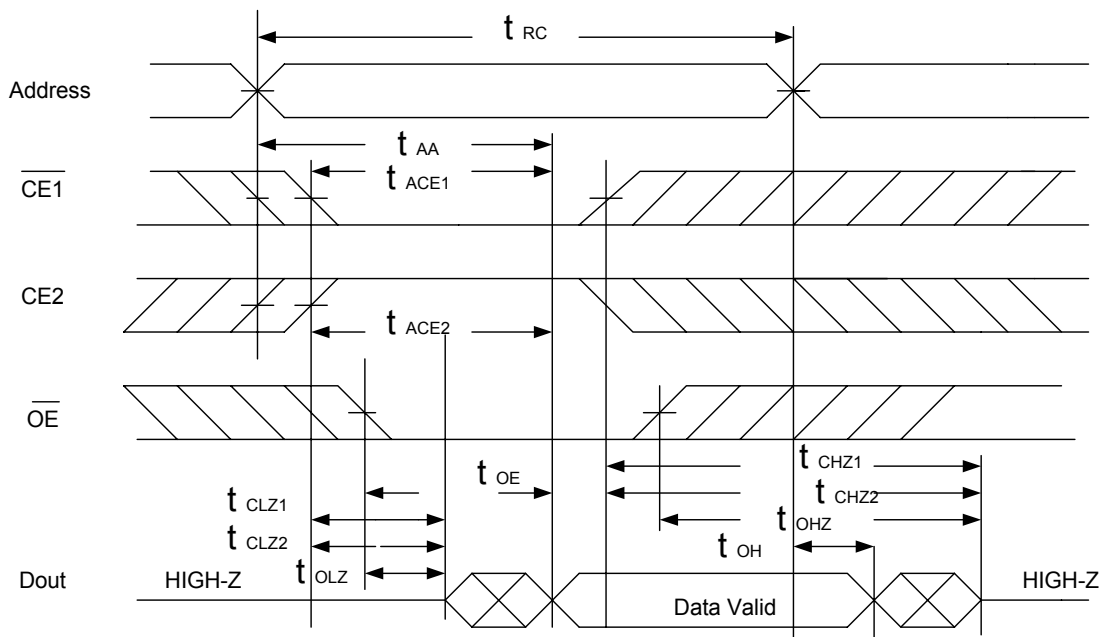 t RC
Address
t AA
CE1
t ACE1
CE2
t ACE2
OE
t CHZ1
t OE
t CHZ2
t CLZ1
t OHZ
t CLZ2
t OH
t OLZ
Dout
HIGH-Z
Data Valid
HIGH-Z